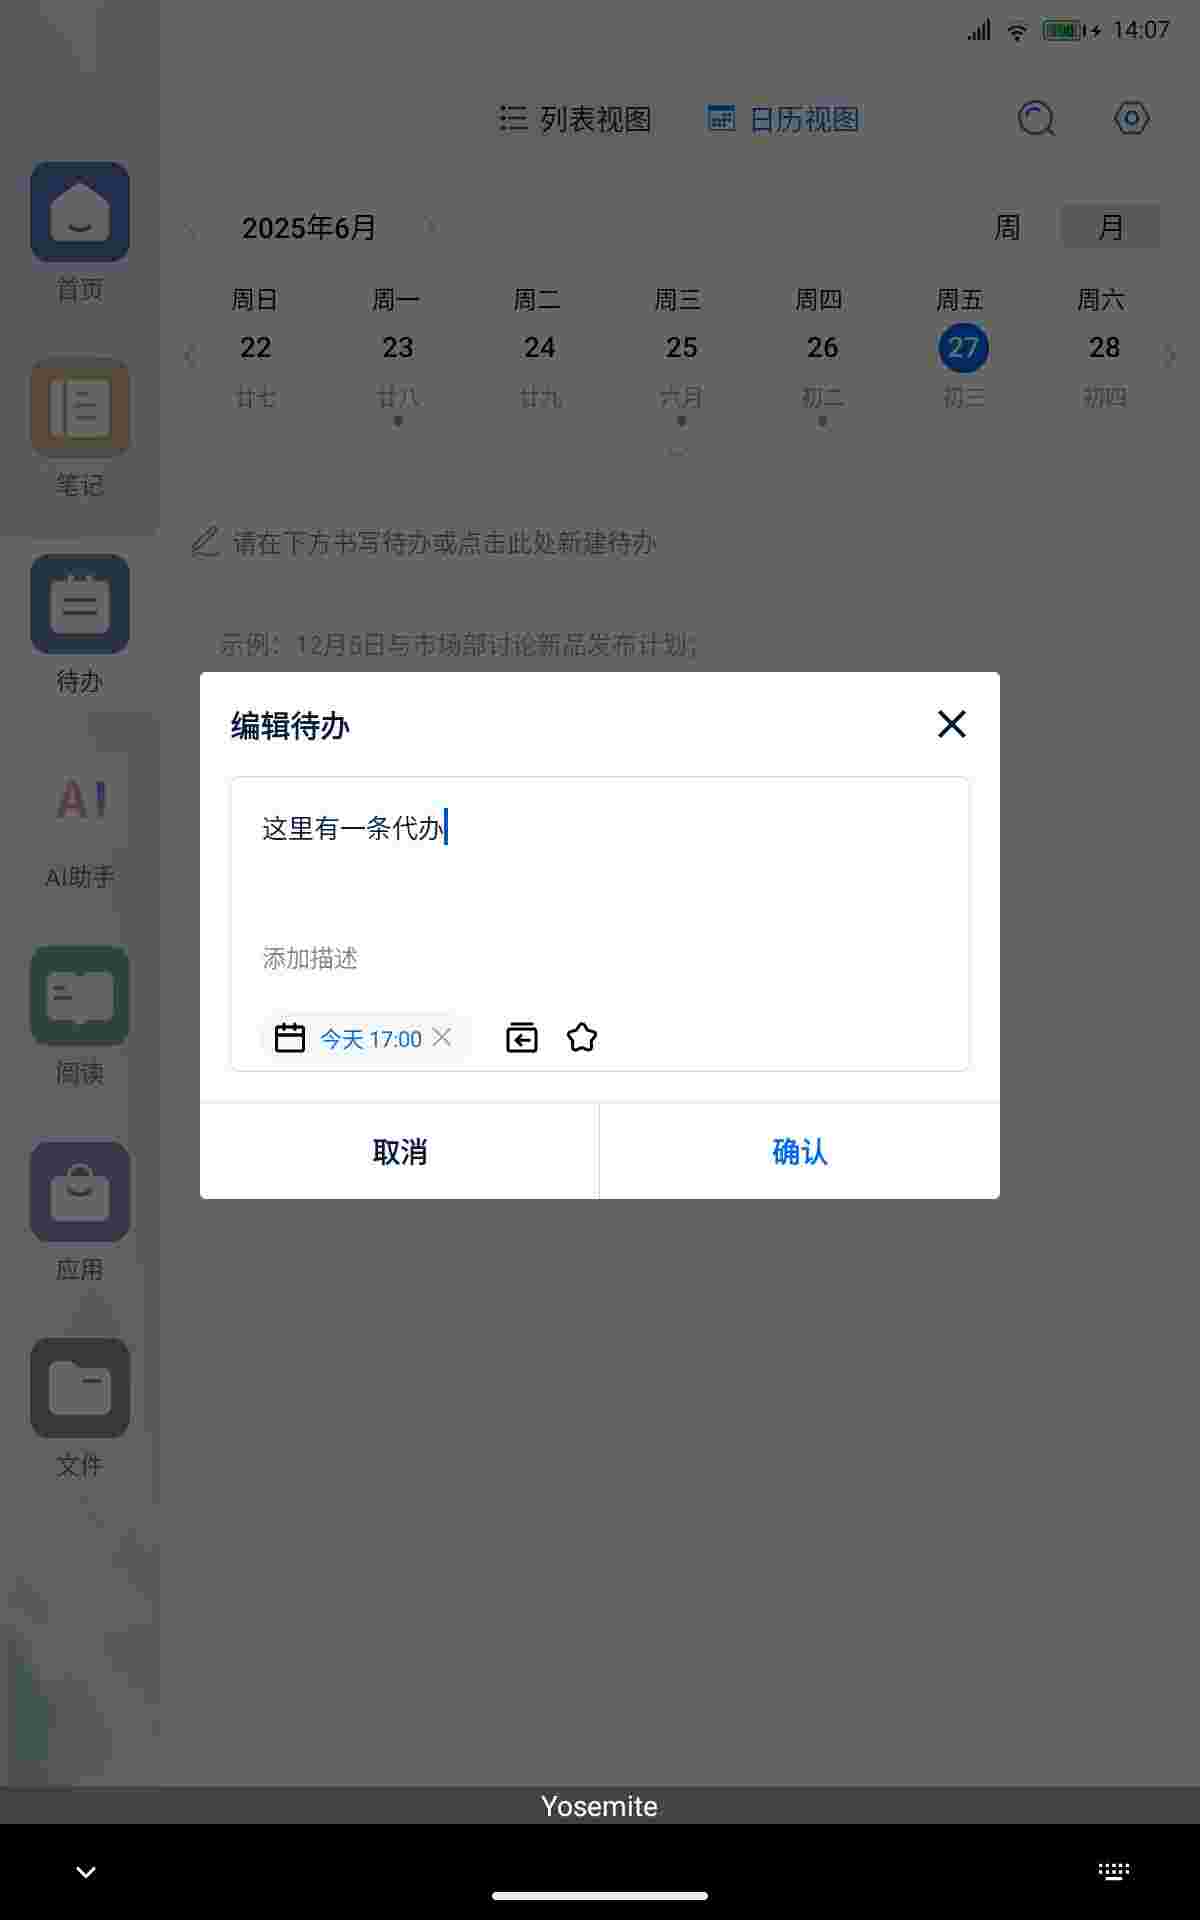 14:07
列表视图 日历视图
2025年6月 周 月
周日 周一 周二 周三 周四 周五 周六
22 23 24 25 26 27 28
廿七 廿八 廿九 六月 初二 初三 初四
首页
笔记
请在下方书写待办或点击此处新建待办
示例：12月6日与市场部讨论新品发布计划；
待办
编辑待办
这里有一条代办
添加描述
今天 17:00
取消 确认
AI
AI助手
阅读
应用
文件
Yosemite